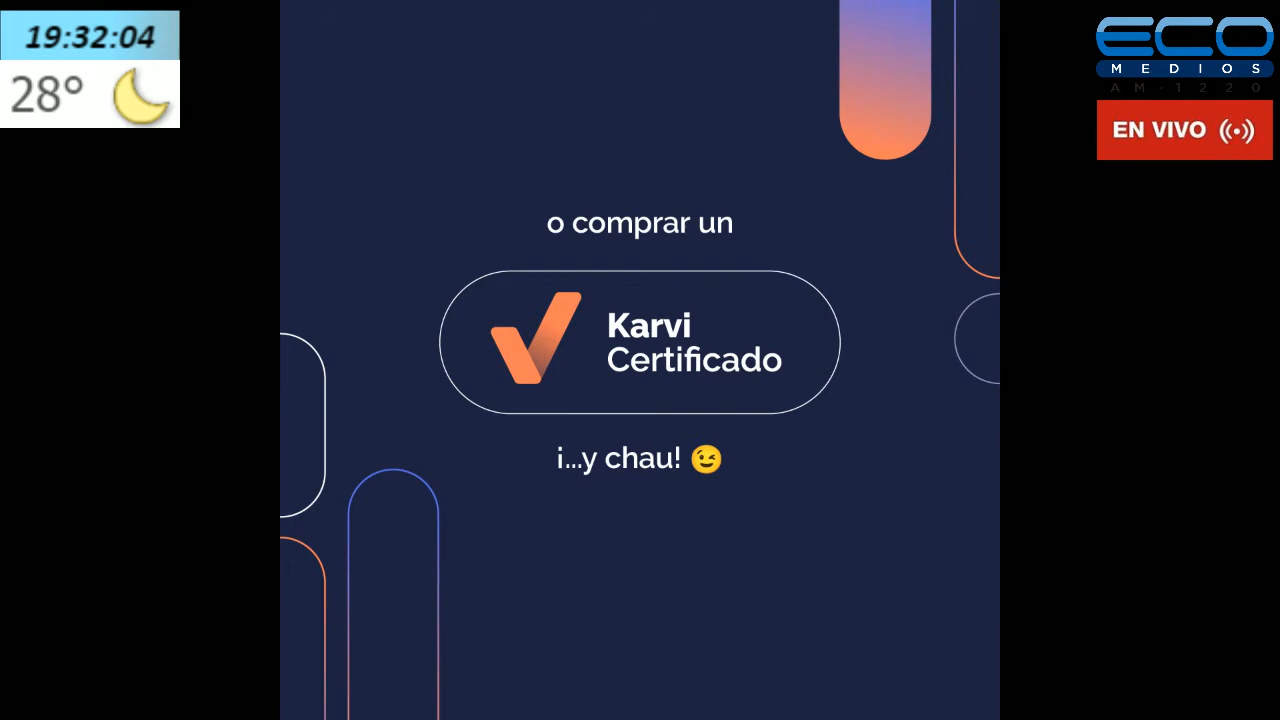 19:32:04
28°
ECO
MEDIOS
AM·1220
EN VIVO
o comprar un
Karvi
Certificado
¡...y chau! 😉